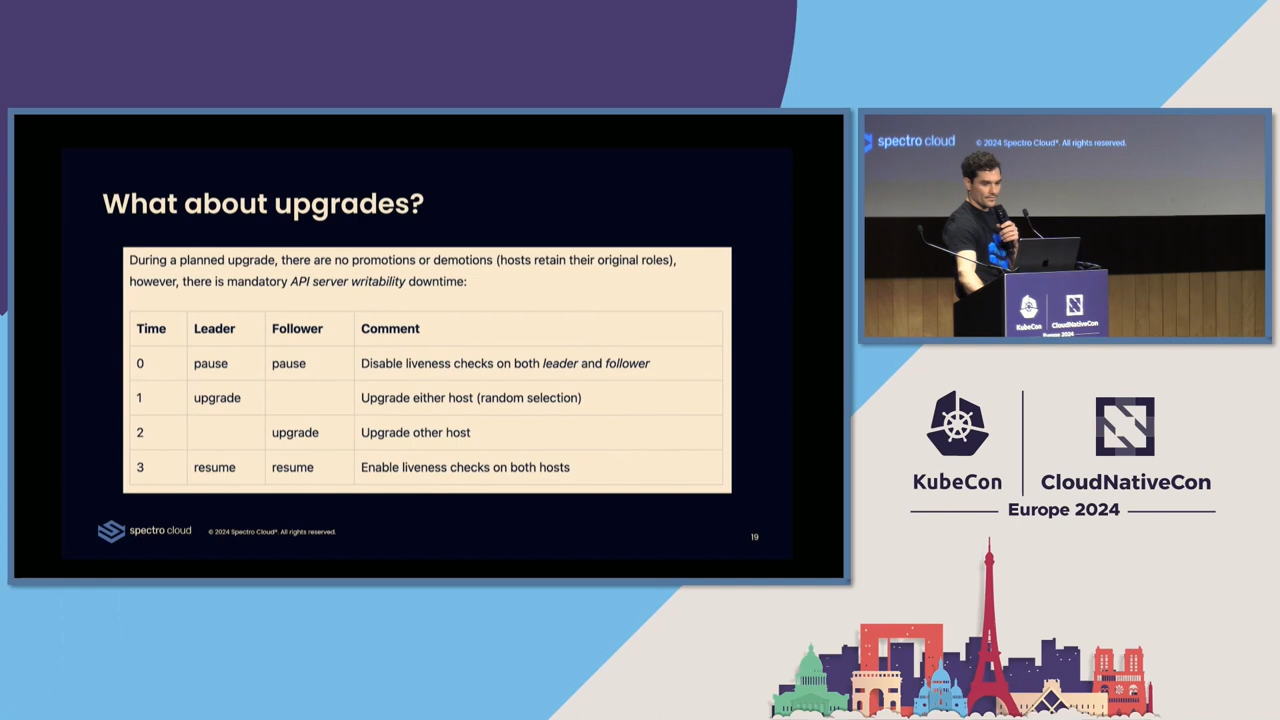 What about upgrades?
During a planned upgrade, there are no promotions or demotions (hosts retain their original roles),
however, there is mandatory API server writability downtime:
Time Leader Follower Comment
0 pause pause Disable liveness checks on both leader and follower
1 upgrade Upgrade either host (random selection)
2 upgrade Upgrade other host
3 resume resume Enable liveness checks on both hosts
spectro cloud © 2024 Spectro Cloud®. All rights reserved.
19
spectro cloud © 2024 Spectro Cloud®. All rights reserved.
KubeCon CloudNativeCon
Europe 2024
KubeCon CloudNativeCon
Europe 2024